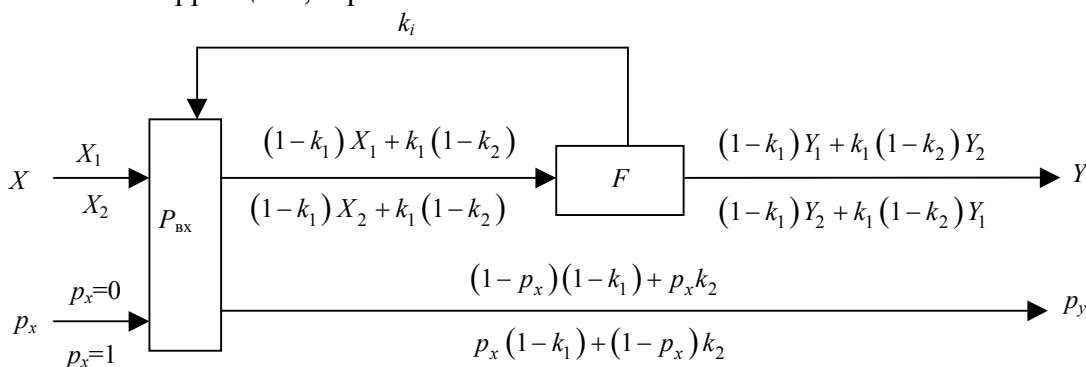 k_i
(1−k_1)X_1+k_1(1−k_2)
(1−k_1)Y_1+k_1(1−k_2)Y_2
X_1
X
F
Y
X_2
(1−k_1)X_2+k_1(1−k_2)
(1−k_1)Y_2+k_1(1−k_2)Y_1
P_вх
(1−p_x)(1−k_1)+p_xk_2
p_x=0
p_x
p_y
p_x=1
p_x(1−k_1)+(1−p_x)k_2